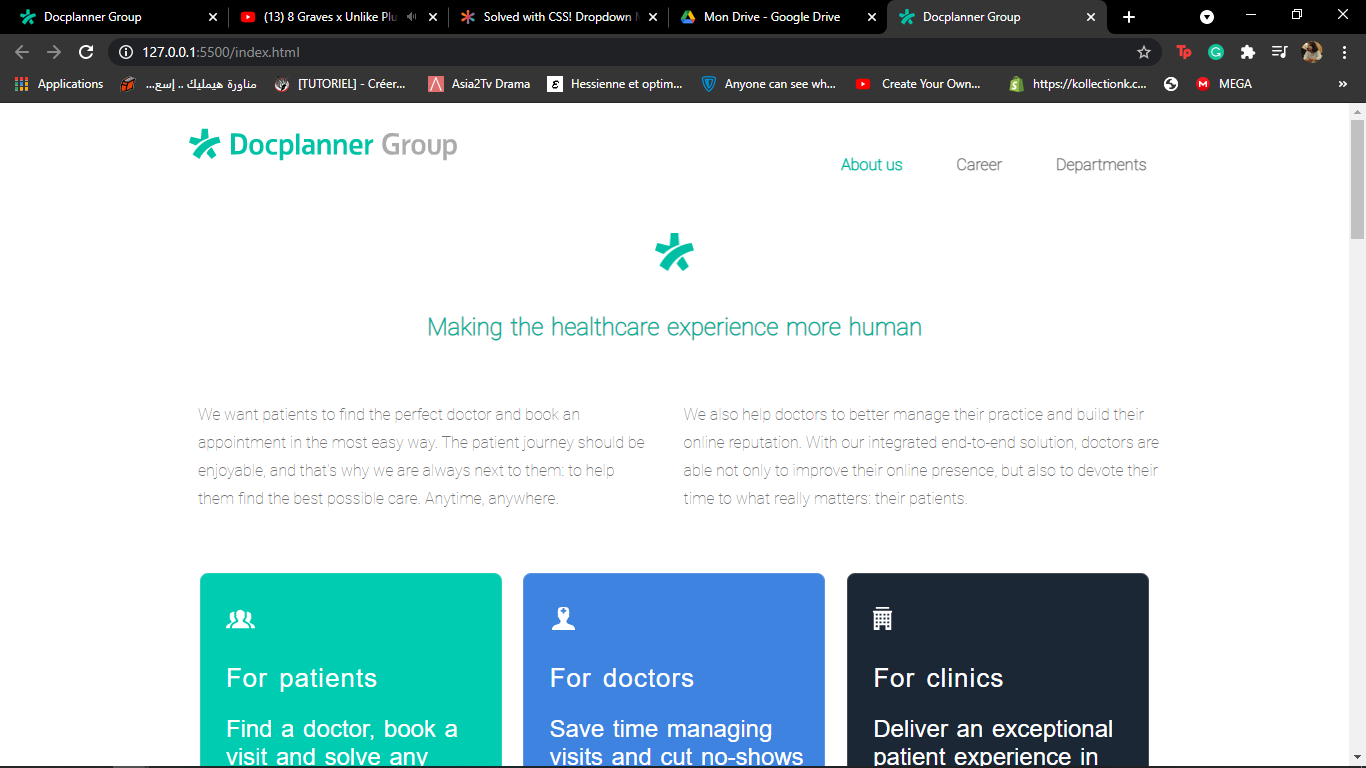 Docplanner Group
(13) 8 Graves x Unlike Plu
Solved with CSS! Dropdown M
Mon Drive - Google Drive
Docplanner Group
127.0.0.1:5500/index.html
Applications
مناورة هيمليك .. إسع...
[TUTORIEL] - Créer...
Asia2Tv Drama
Hessienne et optim...
Anyone can see wh...
Create Your Own...
https://kollectionk.c...
MEGA
Docplanner Group
About us
Career
Departments
Making the healthcare experience more human
We want patients to find the perfect doctor and book an
appointment in the most easy way. The patient journey should be
enjoyable, and that's why we are always next to them: to help
them find the best possible care. Anytime, anywhere.
We also help doctors to better manage their practice and build their
online reputation. With our integrated end-to-end solution, doctors are
able not only to improve their online presence, but also to devote their
time to what really matters: their patients.
For patients
Find a doctor, book a
visit and solve any
For doctors
Save time managing
visits and cut no-shows
For clinics
Deliver an exceptional
patient experience in